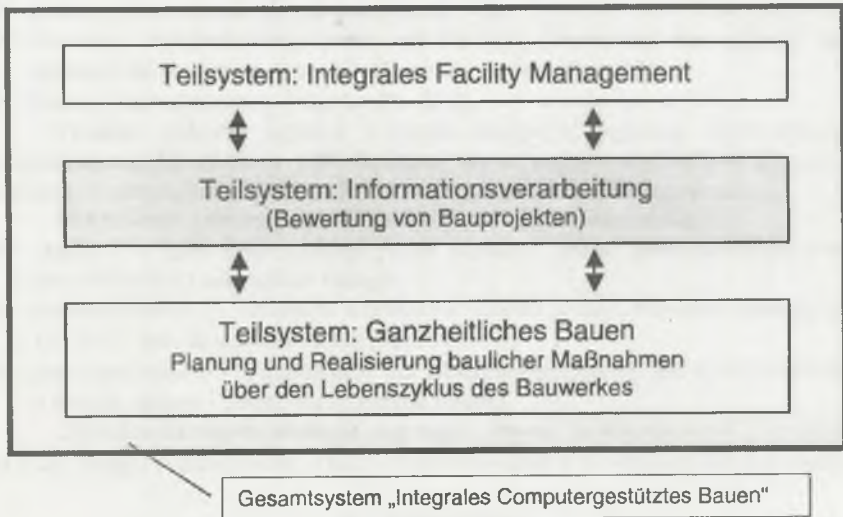 Teilsystem: Integrales Facility Management
Teilsystem: Informationsverarbeitung
(Bewertung von Bauprojekten)
Teilsystem: Ganzheitliches Bauen
Planung und Realisierung baulicher Maßnahmen
über den Lebenszyklus des Bauwerkes
Gesamtsystem „Integrales Computergestütztes Bauen“